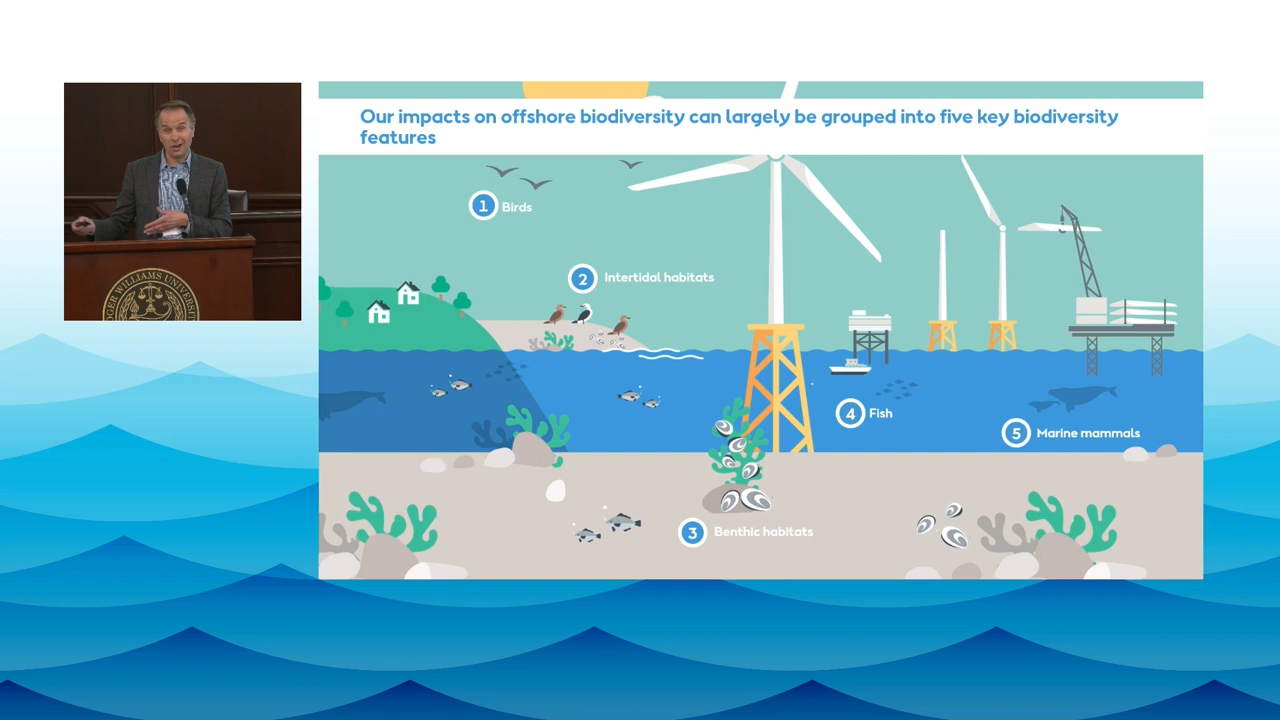 Our impacts on offshore biodiversity can largely be grouped into five key biodiversity
features
1 Birds
2 Intertidal habitats
4 Fish
5 Marine mammals
3 Benthic habitats
WILLIAMS